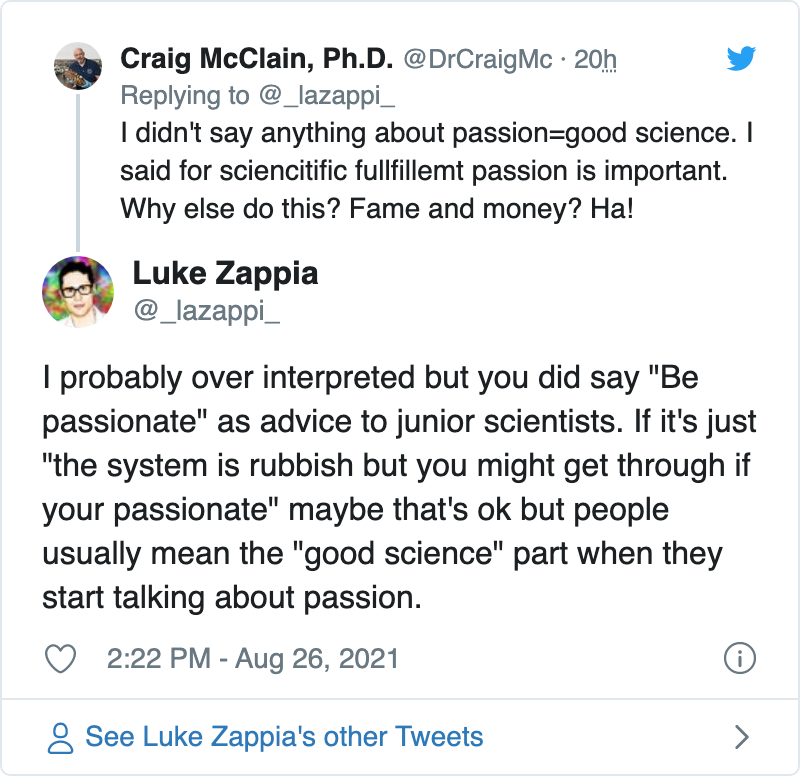 Craig McClain, Ph.D. @DrCraigMc · 20h
Replying to @_lazappi_
I didn't say anything about passion=good science. I
said for sciencitific fullfillemt passion is important.
Why else do this? Fame and money? Ha!
Luke Zappia
@_lazappi_
I probably over interpreted but you did say "Be
passionate" as advice to junior scientists. If it's just
"the system is rubbish but you might get through if
your passionate" maybe that's ok but people
usually mean the "good science" part when they
start talking about passion.
2:22 PM - Aug 26, 2021
See Luke Zappia's other Tweets